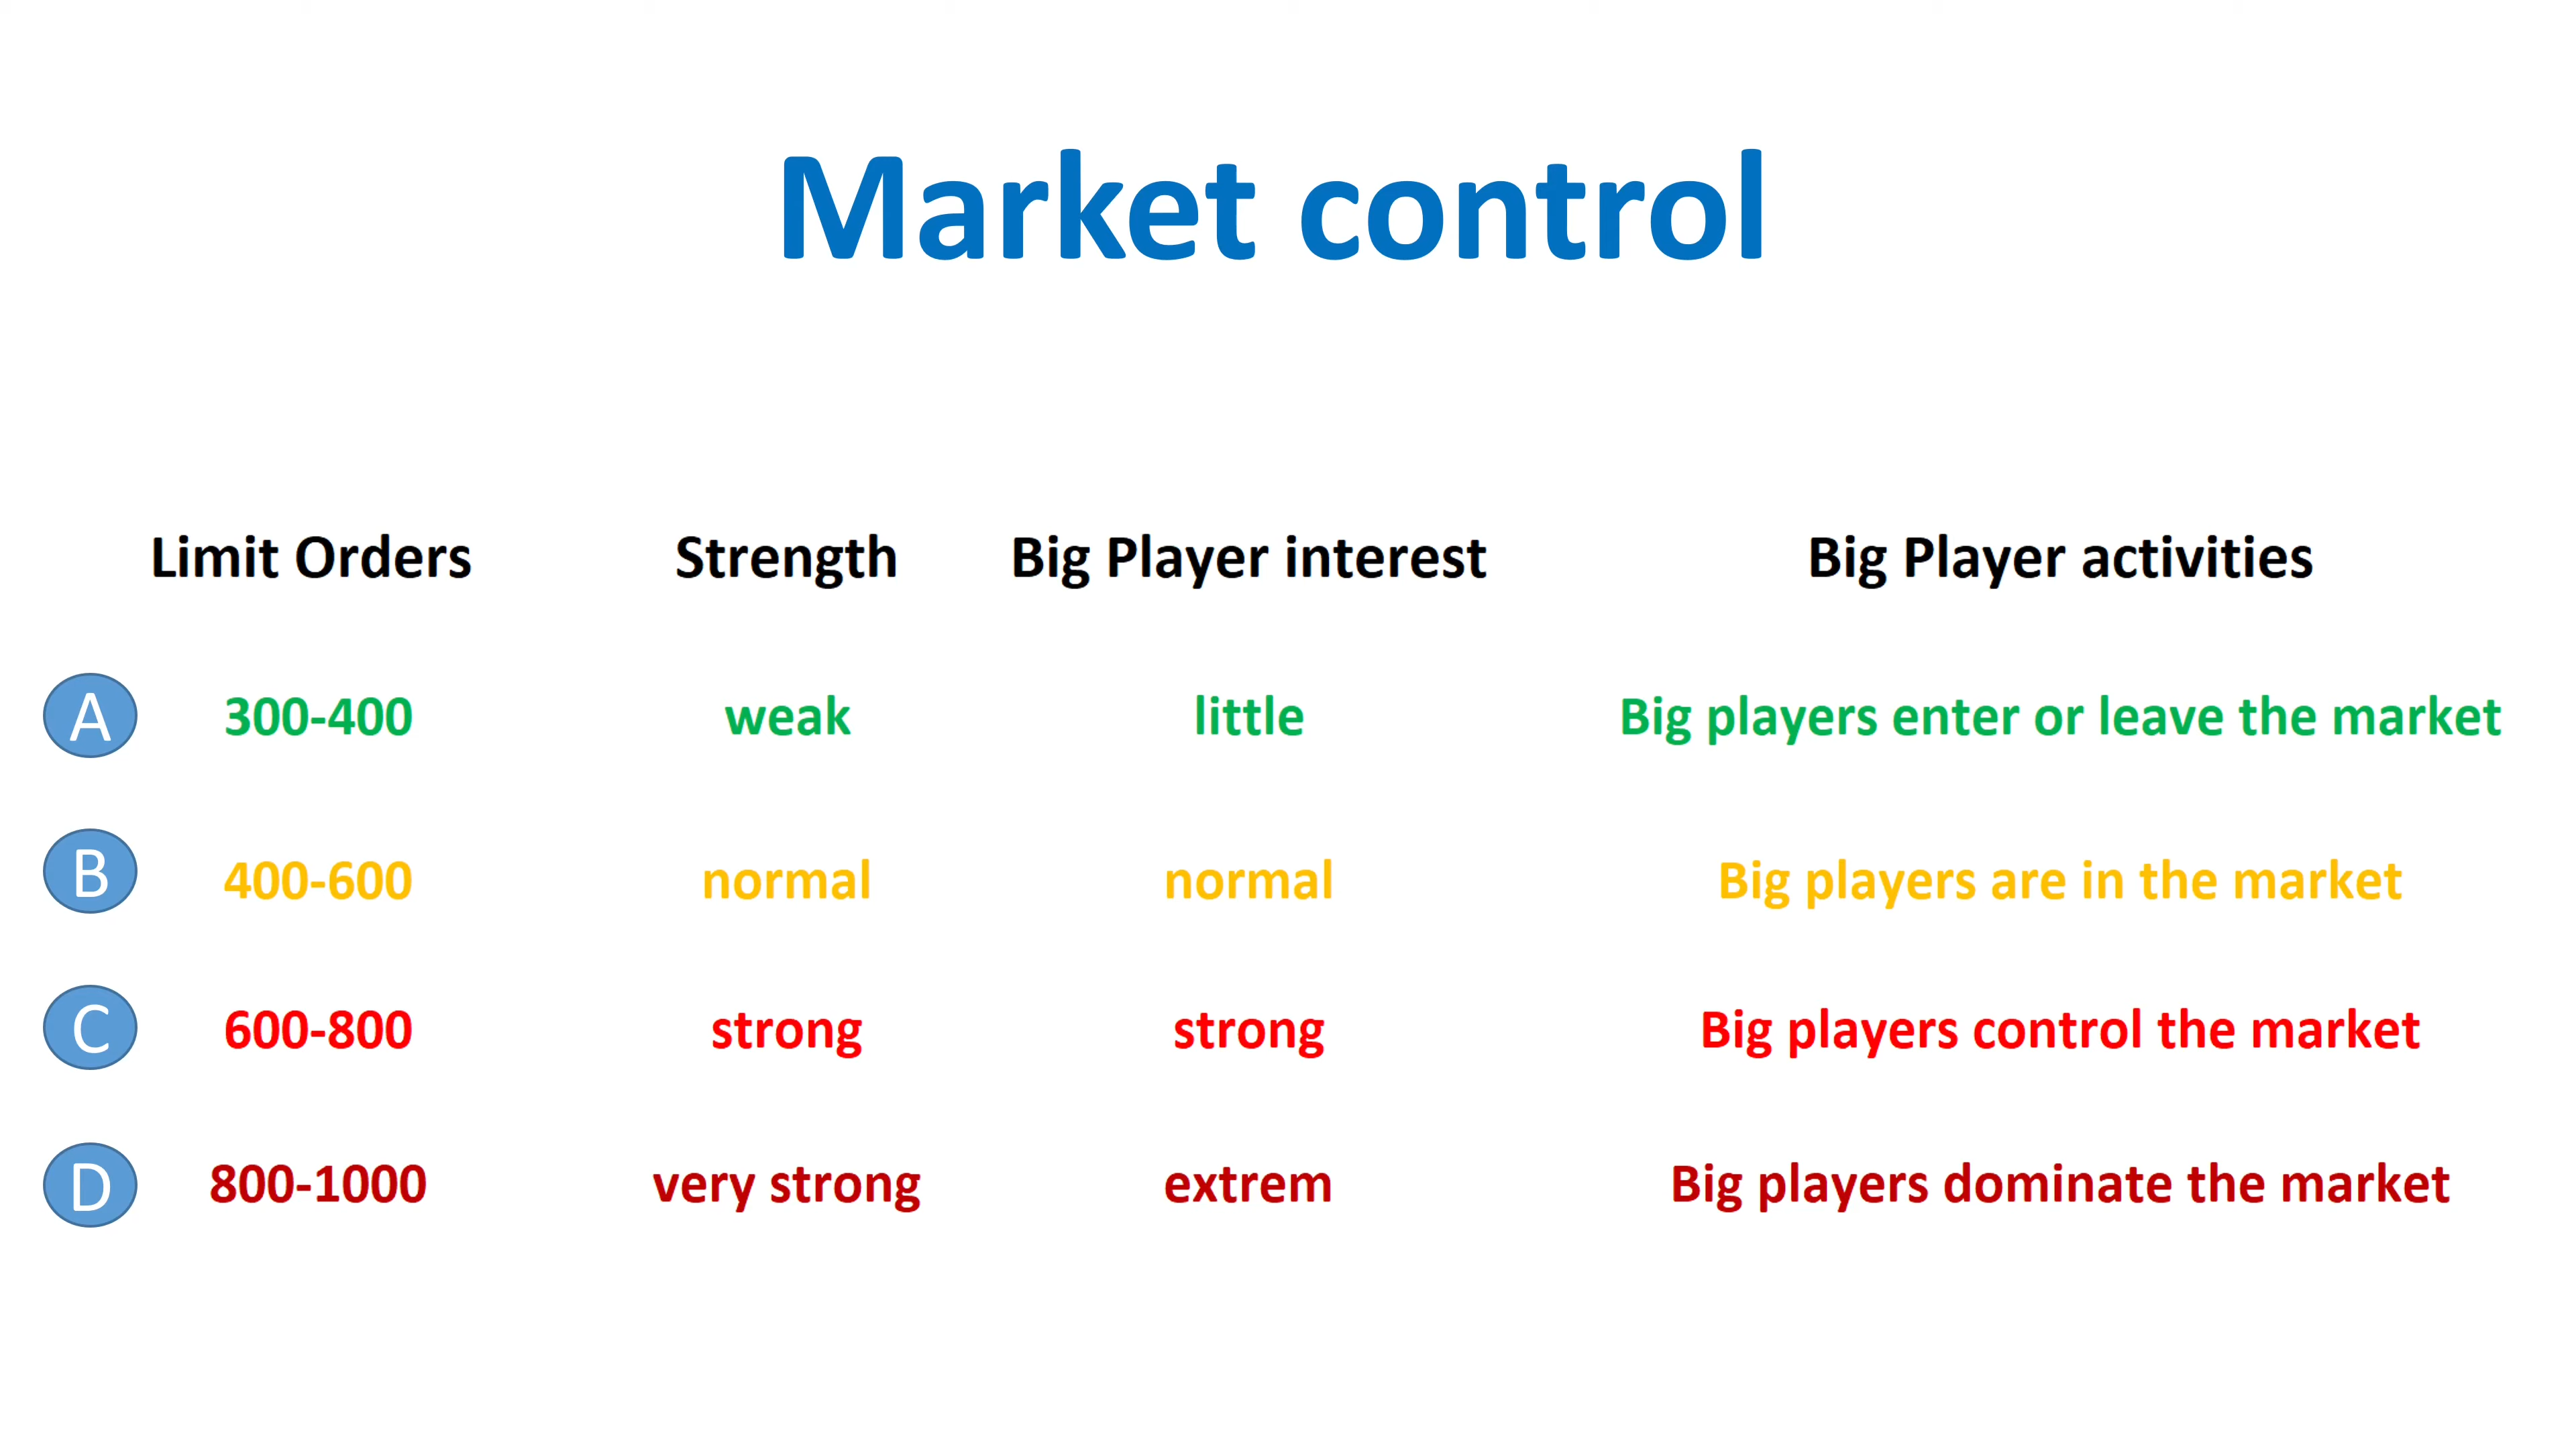 Market control
Limit Orders Strength Big Player interest Big Player activities
A 300-400 weak little Big players enter or leave the market
B 400-600 normal normal Big players are in the market
C 600-800 strong strong Big players control the market
D 800-1000 very strong extrem Big players dominate the market